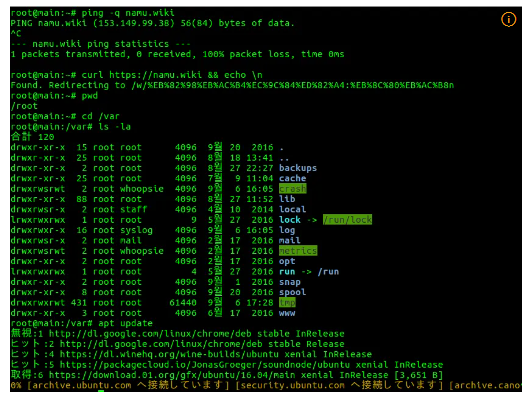 root@main:~# ping -q namu.wiki
PING namu.wiki (153.149.99.38) 56(84) bytes of data.
^C
--- namu.wiki ping statistics ---
1 packets transmitted, 0 received, 100% packet loss, time 0ms
root@main:~# curl https://namu.wiki && echo \n
Found. Redirecting to /w/%EB%82%98%EB%AC%B4%EC%9C%84%ED%82%A4:%EB%8C%80%EB%AC%B8n
root@main:~# pwd
/root
root@main:~# cd /var
root@main:/var# ls -la
合計 120
drwxr-xr-x 15 root root 4096 9월 20 2016 .
drwxr-xr-x 25 root root 4096 8월 18 13:41 ..
drwxr-xr-x 2 root root 4096 8월 27 22:27 backups
drwxr-xr-x 25 root root 4096 7월 9 11:04 cache
drwxrwsrwt 2 root whoopsie 4096 9월 6 16:05 crash
drwxr-xr-x 88 root root 4096 8월 27 11:52 lib
drwxrwsr-x 2 root staff 4096 4월 10 2014 local
lrwxrwxrwx 1 root root 9 5월 27 2016 lock -> /run/lock
drwxrwxr-x 16 root syslog 4096 9월 6 16:05 log
drwxrwsr-x 2 root mail 4096 2월 17 2016 mail
drwxrwsrwt 2 root whoopsie 4096 2월 17 2016 metrics
drwxr-xr-x 2 root root 4096 2월 17 2016 opt
lrwxrwxrwx 1 root root 4 5월 27 2016 run -> /run
drwxr-xr-x 2 root root 4096 9월 1 2016 snap
drwxr-xr-x 8 root root 4096 9월 20 2016 spool
drwxrwxrwt 431 root root 61440 9월 6 17:28 tmp
drwxr-xr-x 3 root root 4096 6월 17 2016 www
root@main:/var# apt update
無視:1 http://dl.google.com/linux/chrome/deb stable InRelease
ヒット:2 http://dl.google.com/linux/chrome/deb stable Release
ヒット:4 https://dl.winehq.org/wine-builds/ubuntu xenial InRelease
ヒット:5 https://packagecloud.io/JonasGroeger/soundnode/ubuntu xenial InRelease
取得:6 https://download.01.org/gfx/ubuntu/16.04/main xenial InRelease [3,651 B]
0% [archive.ubuntu.com へ接続しています] [security.ubuntu.com へ接続しています] [archive.canon